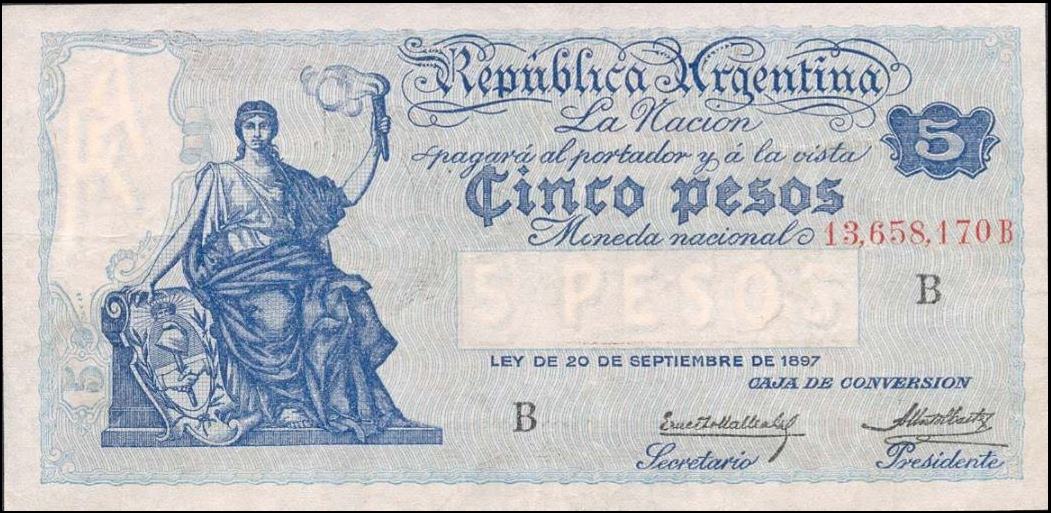 República Argentina
La Nación
pagará al portador y á la vista
5
Cinco pesos
Moneda nacional
13,658,170 B
5 PESOS
B
LEY DE 20 DE SEPTIEMBRE DE 1897
CAJA DE CONVERSION
B
Secretario
Presidente